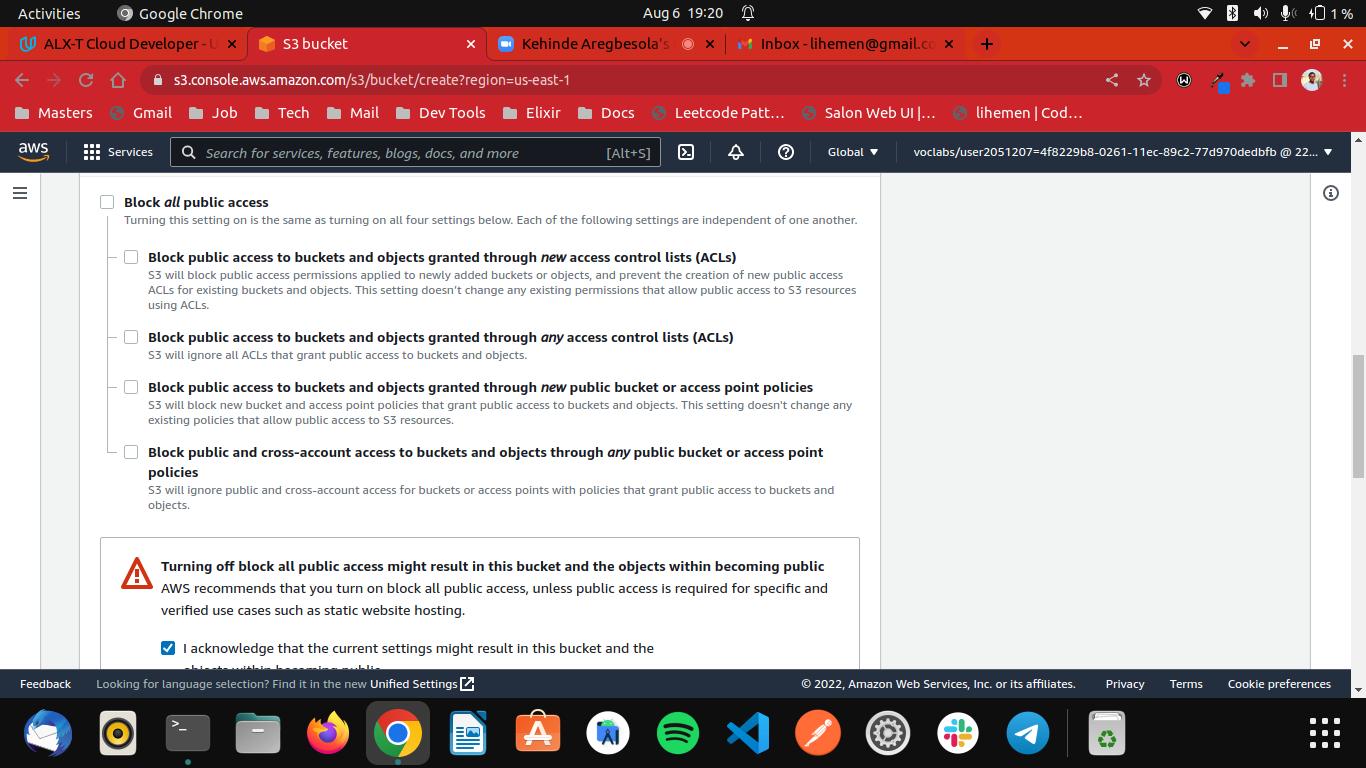 Activities
Google Chrome
Aug 6 19:20
1 %
ALX-T Cloud Developer - U
S3 bucket
Kehinde Aregbesola's
Inbox - lihemen@gmail.co
s3.console.aws.amazon.com/s3/bucket/create?region=us-east-1
Masters
Gmail
Job
Tech
Mail
Dev Tools
Elixir
Docs
Leetcode Patt...
Salon Web UI |...
lihemen | Cod...
aws
Services
Search for services, features, blogs, docs, and more
[Alt+S]
Global
voclabs/user2051207=4f8229b8-0261-11ec-89c2-77d970dedbfb @ 22...
Block all public access
Turning this setting on is the same as turning on all four settings below. Each of the following settings are independent of one another.
Block public access to buckets and objects granted through new access control lists (ACLs)
S3 will block public access permissions applied to newly added buckets or objects, and prevent the creation of new public access
ACLs for existing buckets and objects. This setting doesn't change any existing permissions that allow public access to S3 resources
using ACLs.
Block public access to buckets and objects granted through any access control lists (ACLs)
S3 will ignore all ACLs that grant public access to buckets and objects.
Block public access to buckets and objects granted through new public bucket or access point policies
S3 will block new bucket and access point policies that grant public access to buckets and objects. This setting doesn't change any
existing policies that allow public access to S3 resources.
Block public and cross-account access to buckets and objects through any public bucket or access point
policies
S3 will ignore public and cross-account access for buckets or access points with policies that grant public access to buckets and
objects.
Turning off block all public access might result in this bucket and the objects within becoming public
AWS recommends that you turn on block all public access, unless public access is required for specific and
verified use cases such as static website hosting.
I acknowledge that the current settings might result in this bucket and the
objects within becoming public.
Feedback
Looking for language selection? Find it in the new Unified Settings
© 2022, Amazon Web Services, Inc. or its affiliates.
Privacy
Terms
Cookie preferences